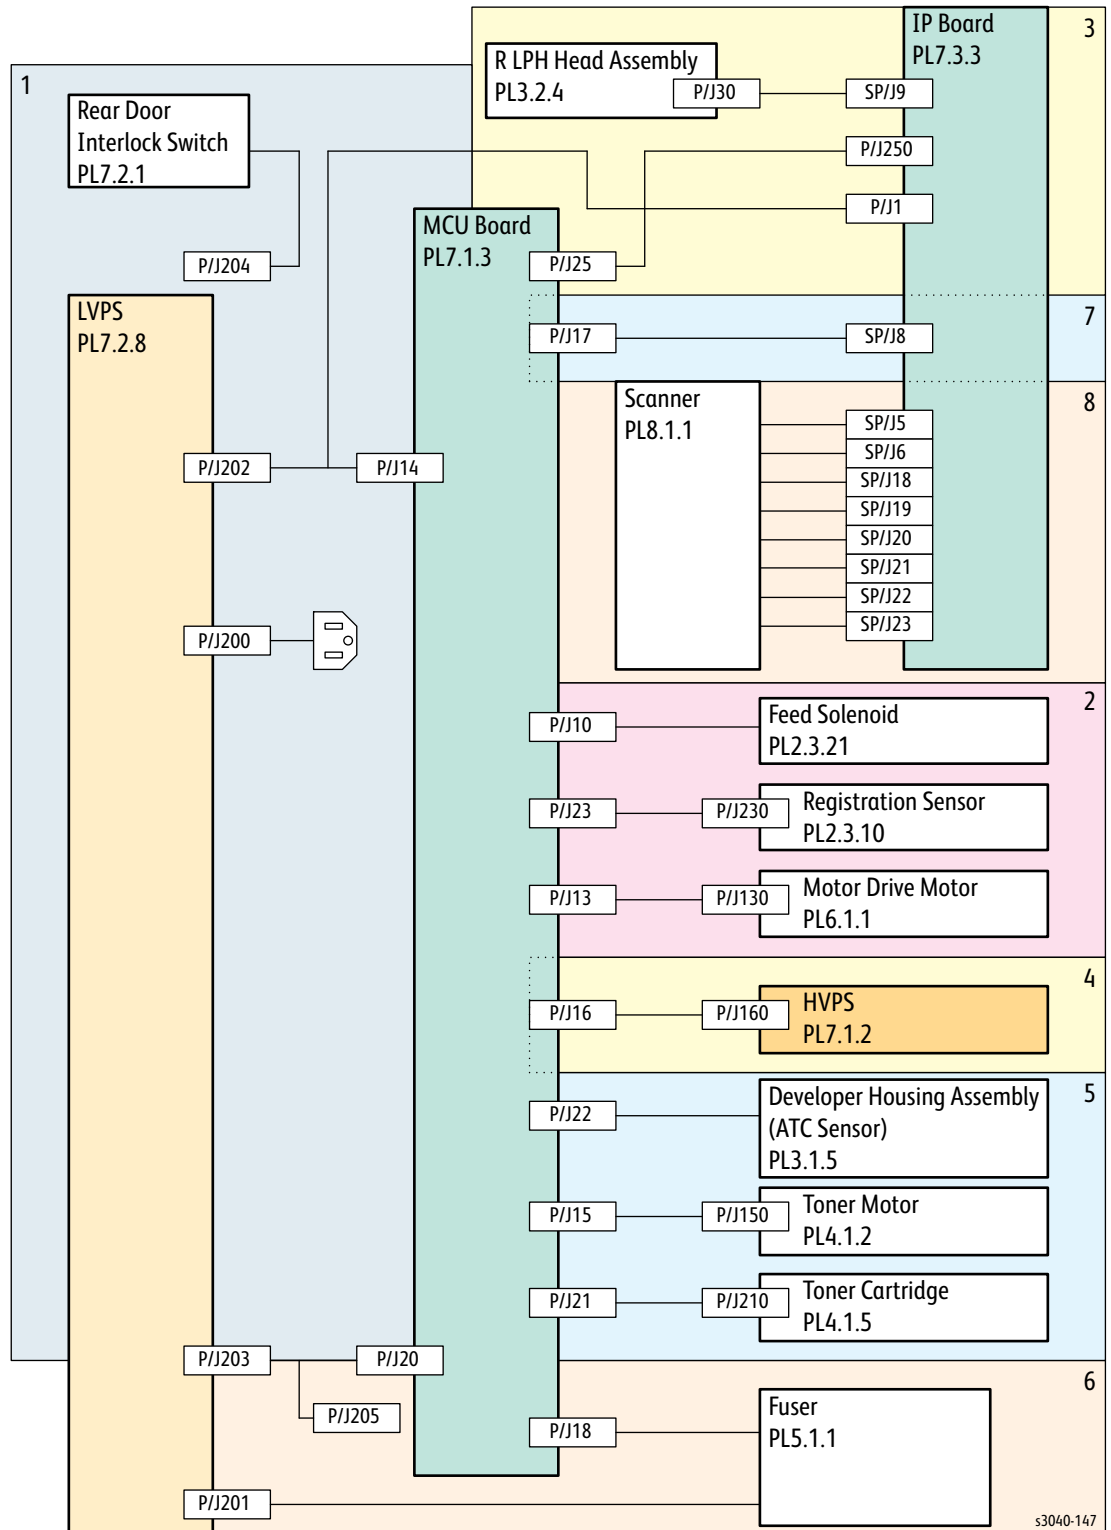 IP Board
PL7.3.3
3
R LPH Head Assembly
PL3.2.4
P/J30
SP/J9
1
Rear Door
Interlock Switch
PL7.2.1
P/J250
P/J1
MCU Board
PL7.1.3
P/J204
P/J25
LVPS
PL7.2.8
P/J17
SP/J8
7
Scanner
PL8.1.1
8
SP/J5
SP/J6
SP/J18
SP/J19
SP/J20
SP/J21
SP/J22
SP/J23
P/J202
P/J14
P/J200
2
P/J10
Feed Solenoid
PL2.3.21
P/J23
P/J230
Registration Sensor
PL2.3.10
P/J13
P/J130
Motor Drive Motor
PL6.1.1
4
P/J16
P/J160
HVPS
PL7.1.2
5
P/J22
Developer Housing Assembly
(ATC Sensor)
PL3.1.5
P/J15
P/J150
Toner Motor
PL4.1.2
P/J21
P/J210
Toner Cartridge
PL4.1.5
P/J203
P/J20
6
P/J205
P/J18
Fuser
PL5.1.1
P/J201
s3040-147